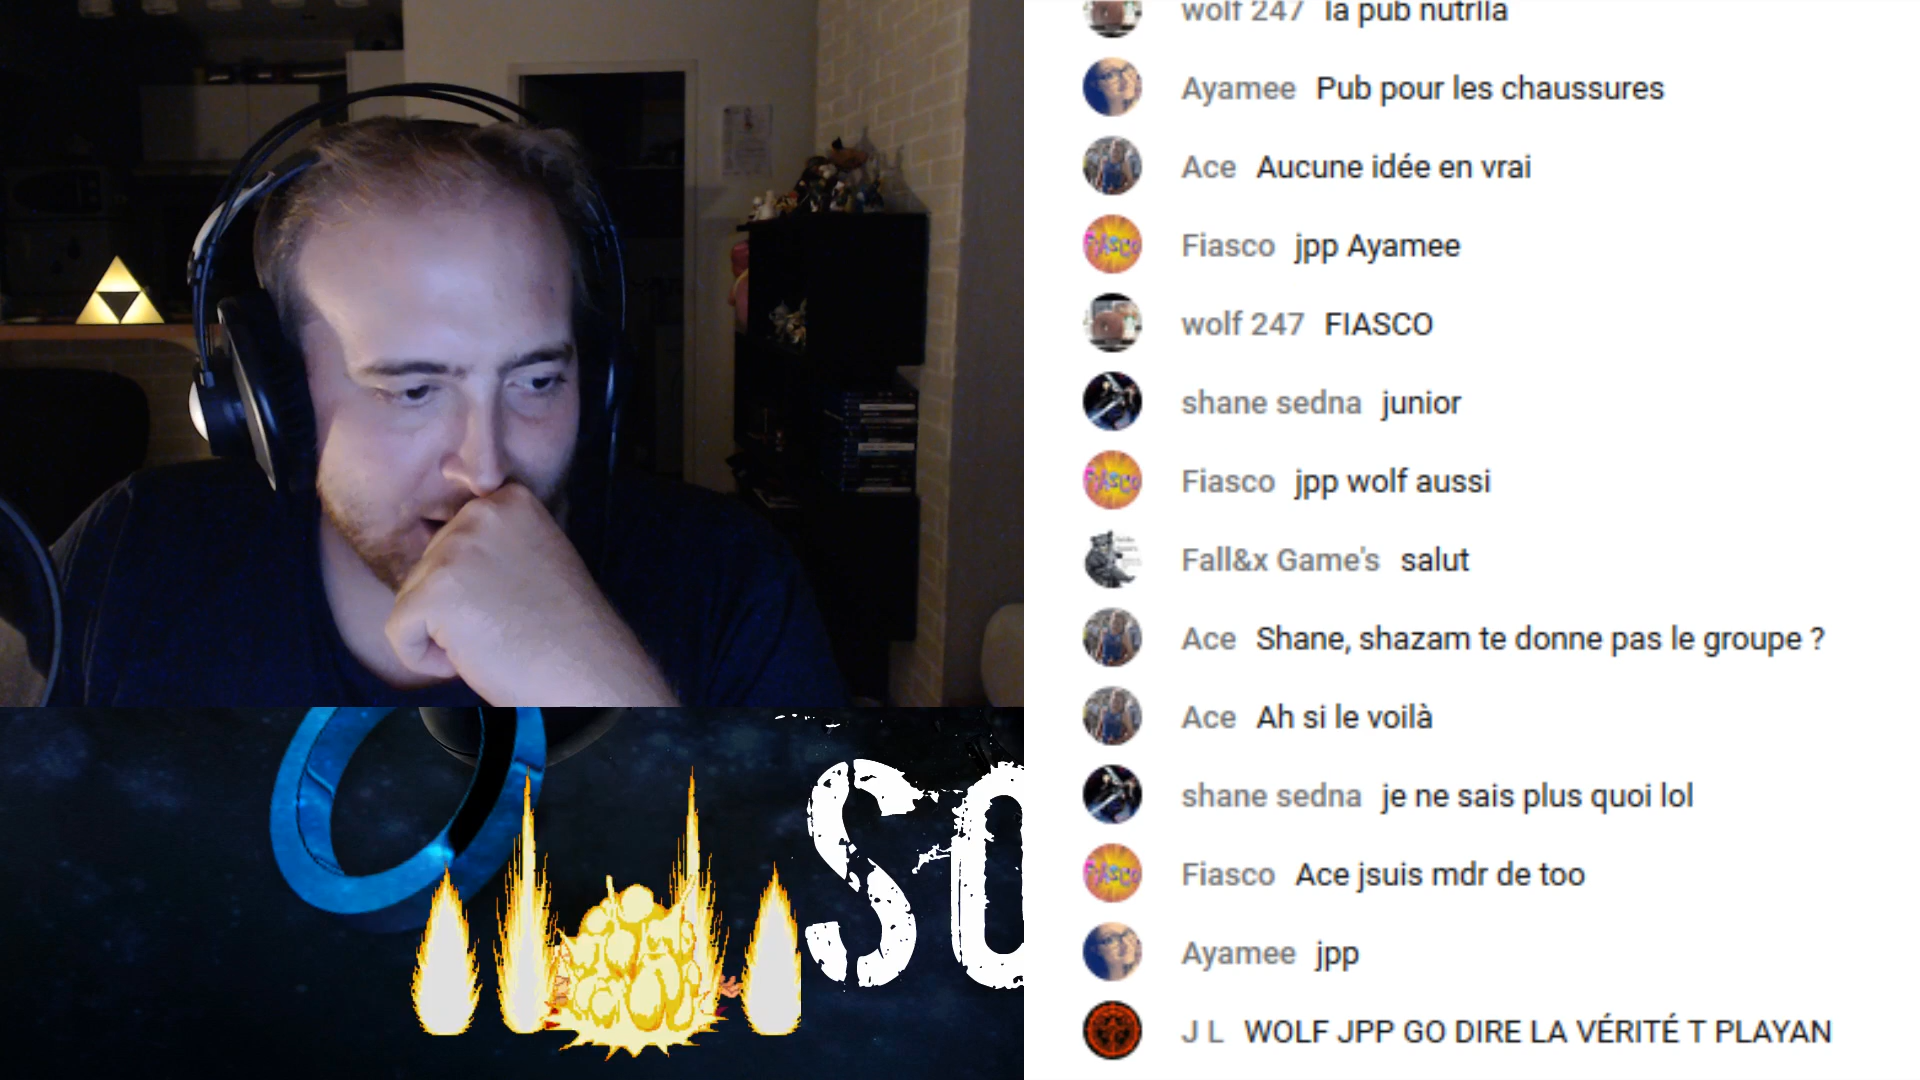 wolf 247 la pub nutrlla
Ayamee Pub pour les chaussures
Ace Aucune idée en vrai
Fiasco jpp Ayamee
wolf 247 FIASCO
shane sedna junior
Fiasco jpp wolf aussi
Fall&x Game's salut
Ace Shane, shazam te donne pas le groupe ?
Ace Ah si le voilà
shane sedna je ne sais plus quoi lol
Fiasco Ace jsuis mdr de too
Ayamee jpp
J L WOLF JPP GO DIRE LA VÉRITÉ T PLAYAN
SO